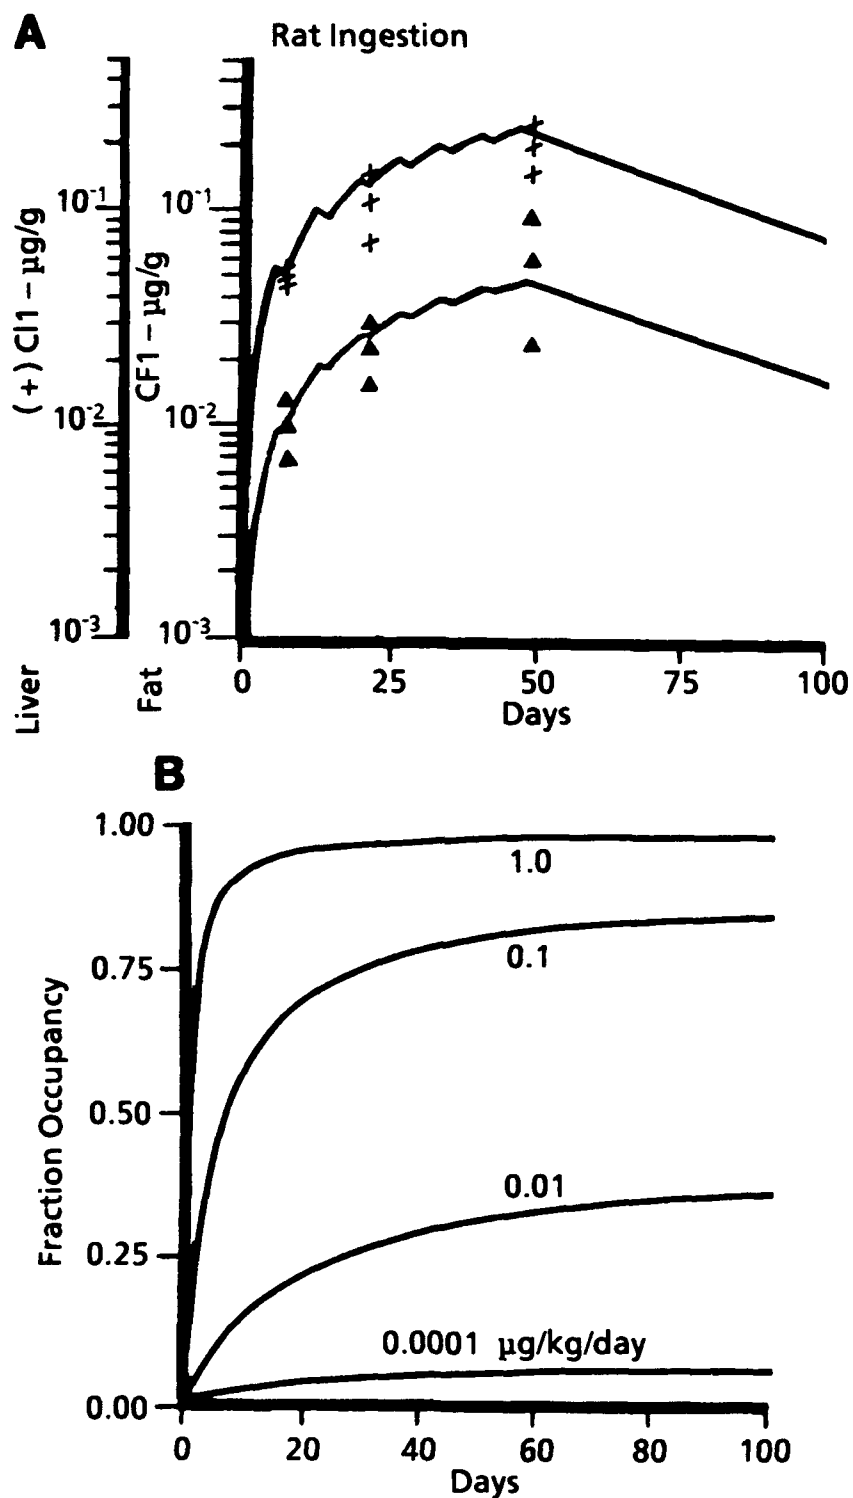 A
Rat Ingestion
(+) Cl1 – μg/g
CF1 – μg/g
10⁻¹
10⁻¹
10⁻²
10⁻²
10⁻³
10⁻³
Liver
Fat
0
25
50
75
100
Days
B
Fraction Occupancy
1.00
0.75
0.50
0.25
0.00
1.0
0.1
0.01
0.0001 μg/kg/day
0
20
40
60
80
100
Days